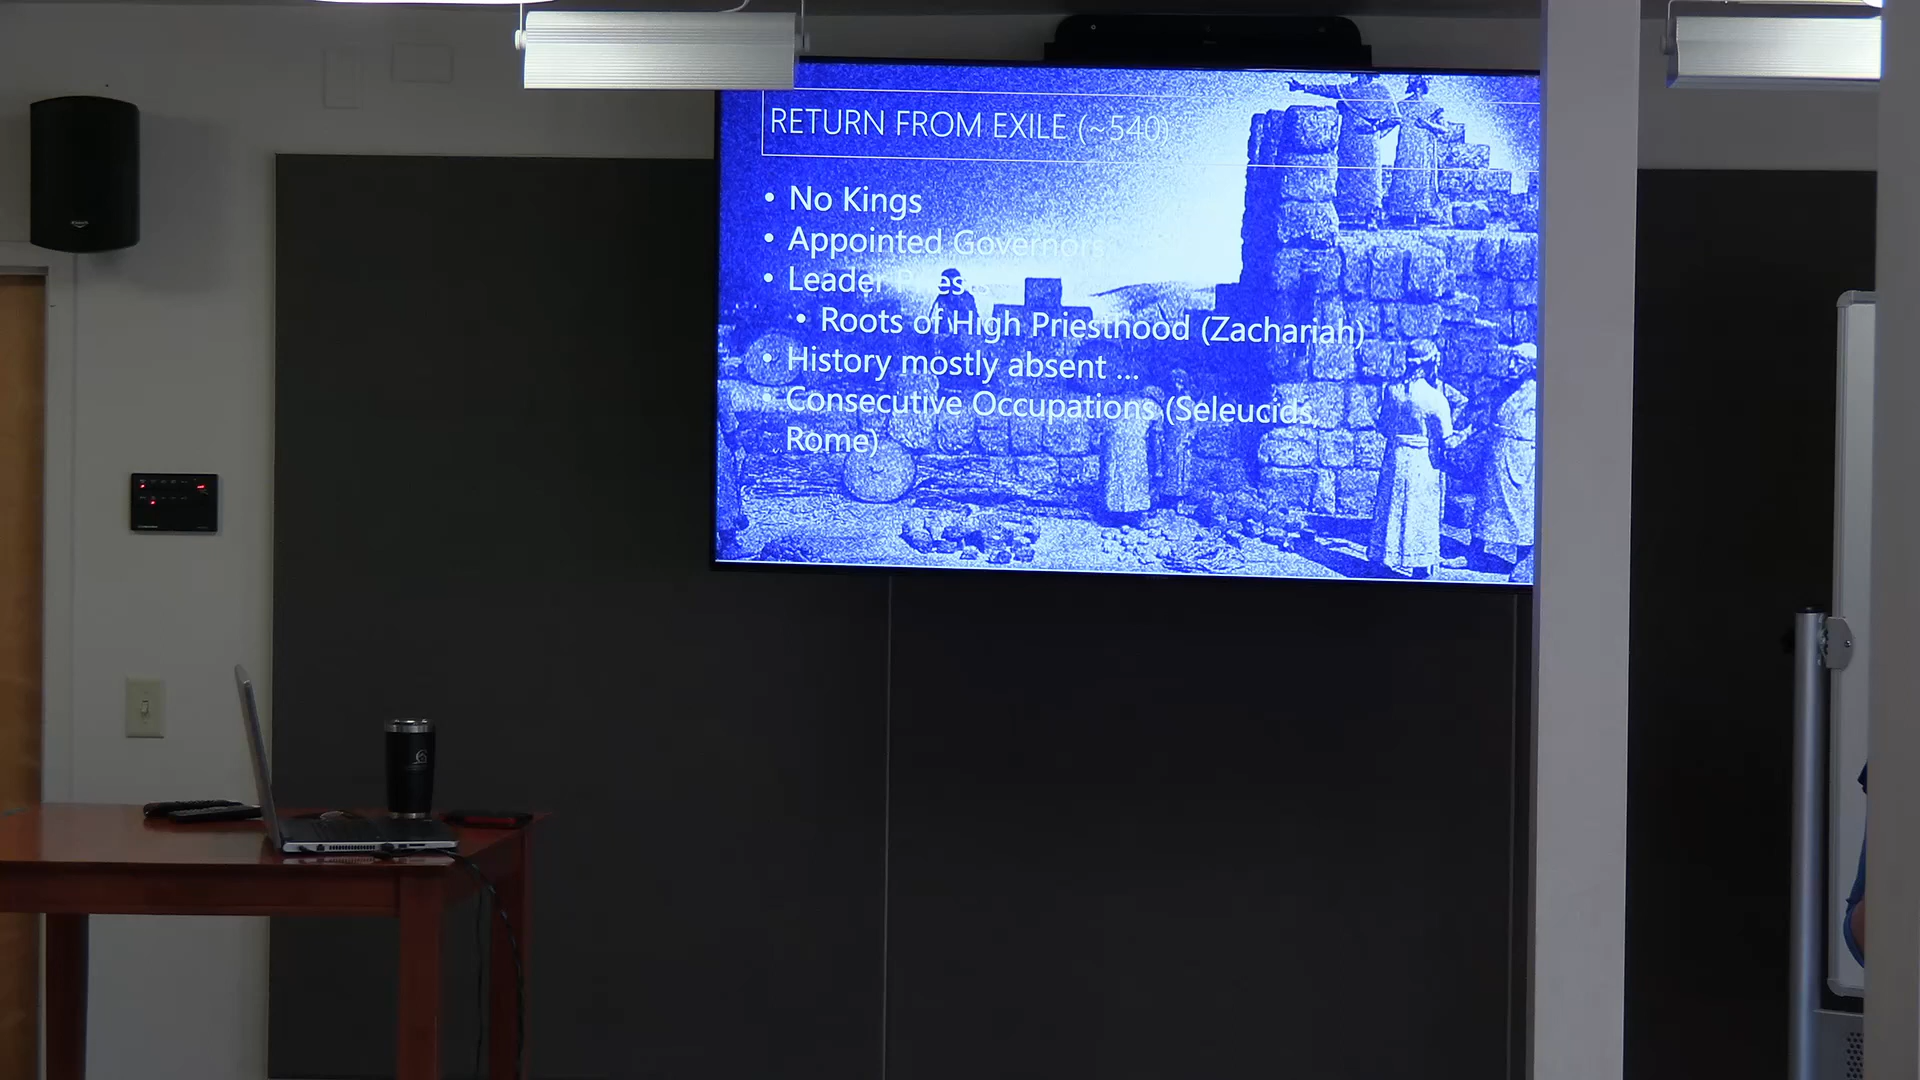 RETURN FROM EXILE (~540)
• No Kings
• Appointed Governors
• Leader
• Roots of High Priesthood (Zachariah)
• History mostly absent ...
• Consecutive Occupations (Seleucids,
Rome)